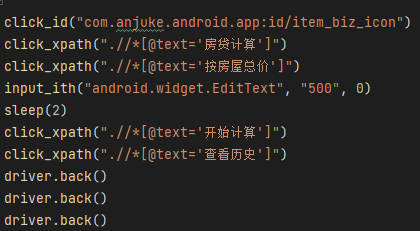 click_id("com.anjuke.android.app:id/item_biz_icon")
click_xpath(".//*[@text='房贷计算']")
click_xpath(".//*[@text='按房屋总价']")
input_ith("android.widget.EditText", "500", 0)
sleep(2)
click_xpath(".//*[@text='开始计算']")
click_xpath(".//*[@text='查看历史']")
driver.back()
driver.back()
driver.back()